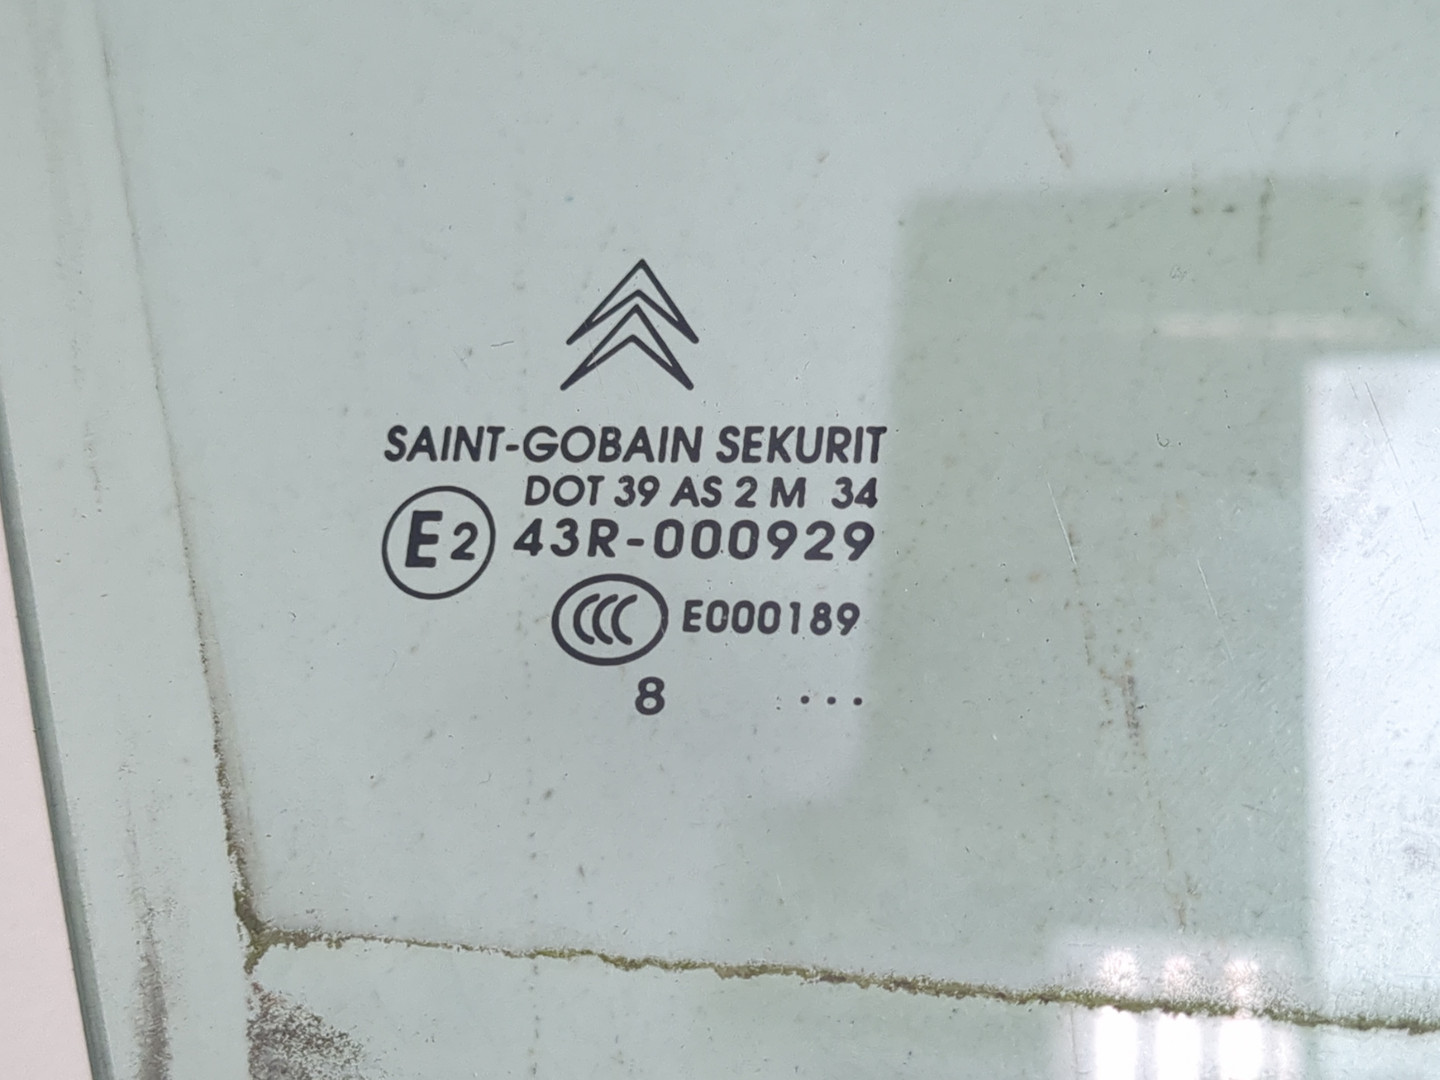 SAINT-GOBAIN SEKURIT
DOT 39 AS 2 M 34
E2 43R-000929
CCC E000189
8 ...